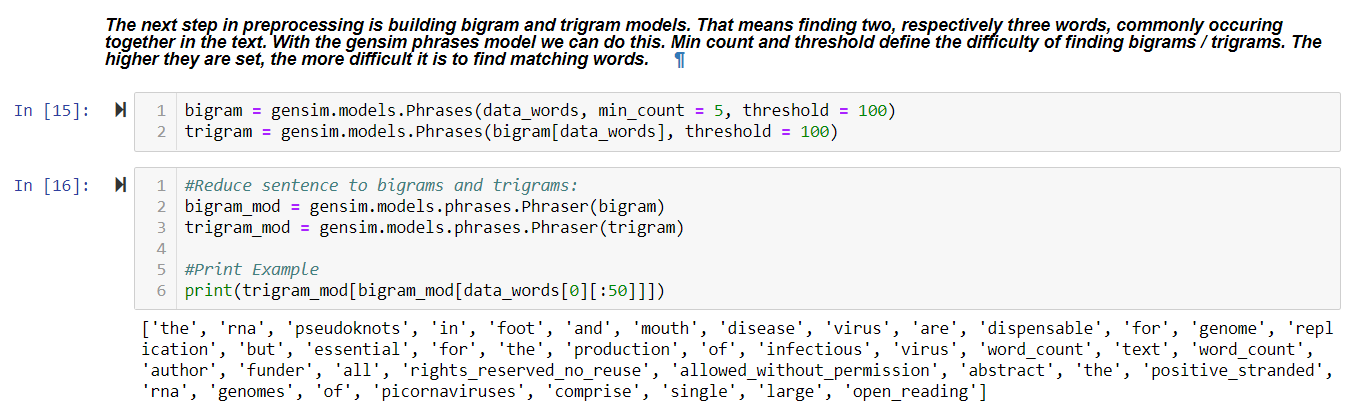 The next step in preprocessing is building bigram and trigram models. That means finding two, respectively three words, commonly occuring
together in the text. With the gensim phrases model we can do this. Min count and threshold define the difficulty of finding bigrams / trigrams. The
higher they are set, the more difficult it is to find matching words. ¶
In [15]:
1 bigram = gensim.models.Phrases(data_words, min_count = 5, threshold = 100)
2 trigram = gensim.models.Phrases(bigram[data_words], threshold = 100)
In [16]:
1 #Reduce sentence to bigrams and trigrams:
2 bigram_mod = gensim.models.phrases.Phraser(bigram)
3 trigram_mod = gensim.models.phrases.Phraser(trigram)
4
5 #Print Example
6 print(trigram_mod[bigram_mod[data_words[0][:50]]])
['the', 'rna', 'pseudoknots', 'in', 'foot', 'and', 'mouth', 'disease', 'virus', 'are', 'dispensable', 'for', 'genome', 'repl
ication', 'but', 'essential', 'for', 'the', 'production', 'of', 'infectious', 'virus', 'word_count', 'text', 'word_count',
'author', 'funder', 'all', 'rights_reserved_no_reuse', 'allowed_without_permission', 'abstract', 'the', 'positive_stranded',
'rna', 'genomes', 'of', 'picornaviruses', 'comprise', 'single', 'large', 'open_reading']